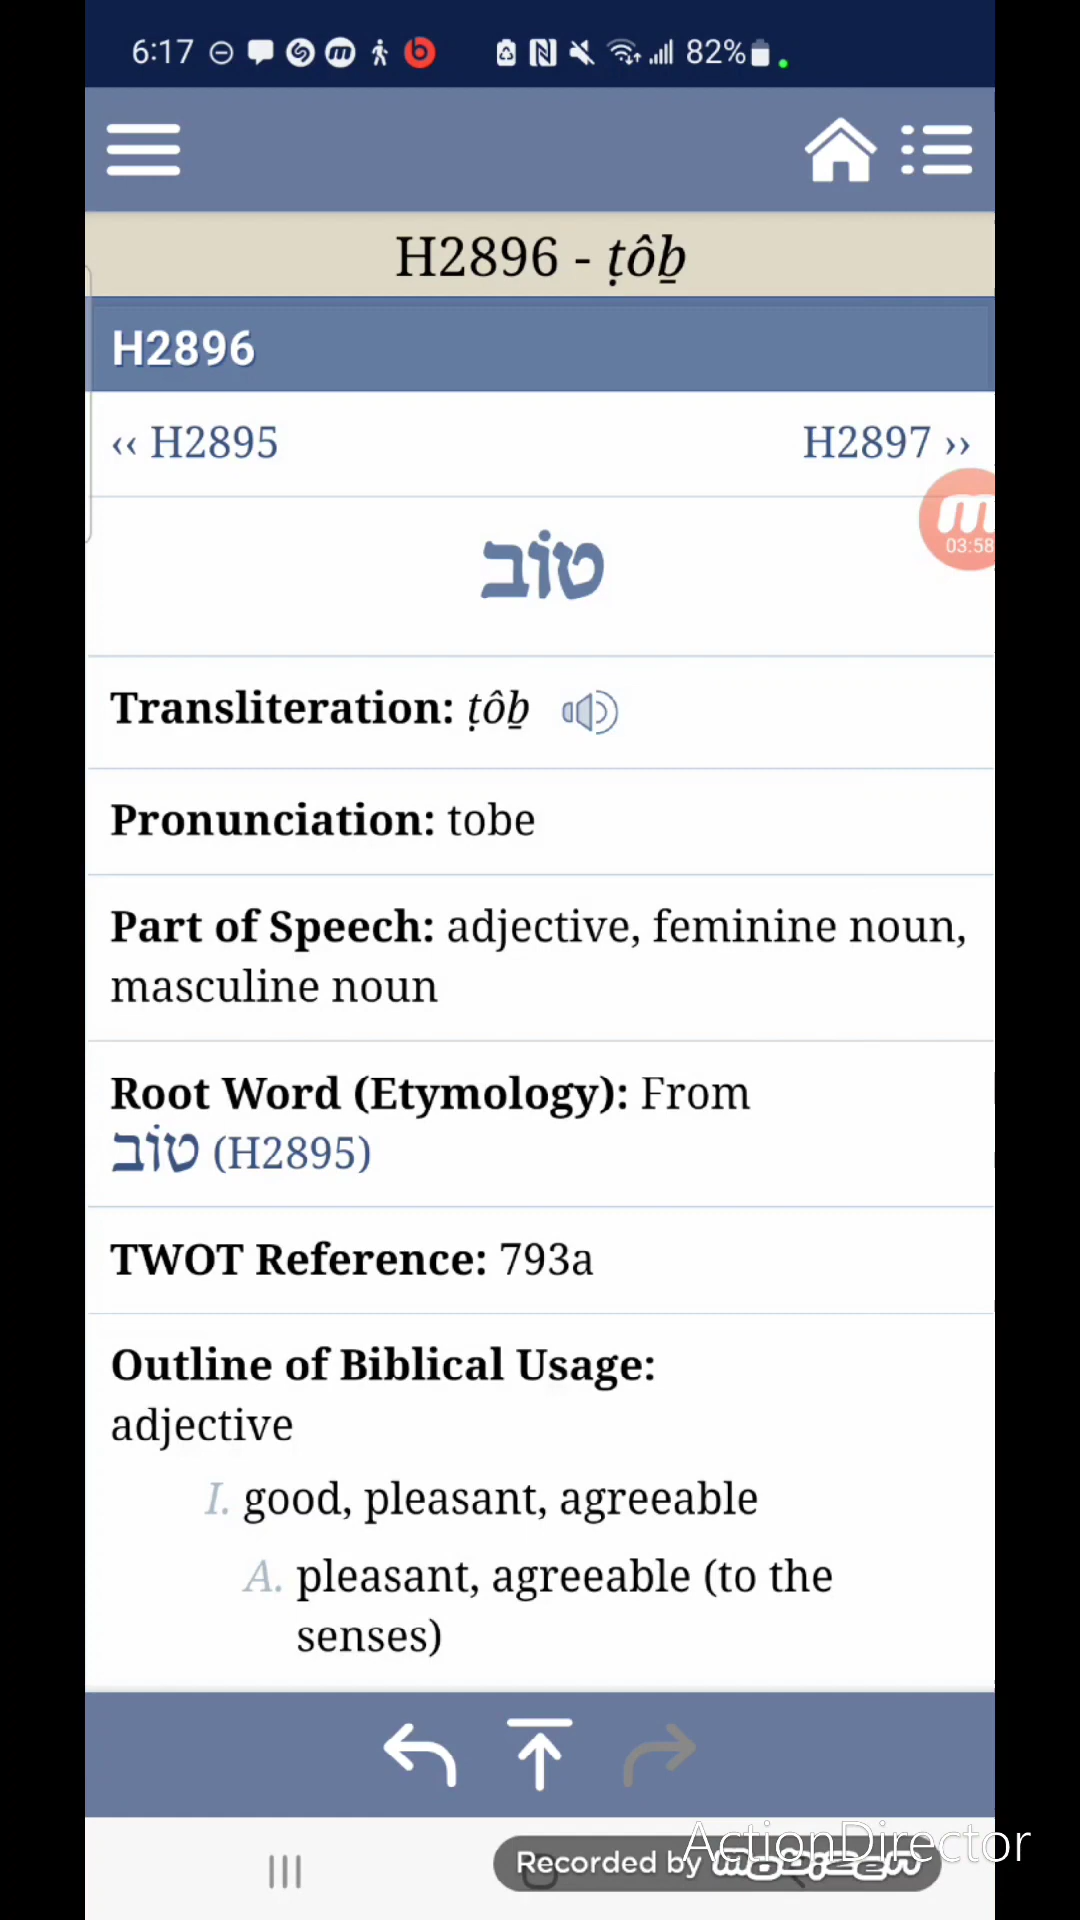 6:17 82%
H2896 - ṭôḇ
H2896
‹‹ H2895 H2897 ››
03:58
טוֹב
Transliteration: ṭôḇ
Pronunciation: tobe
Part of Speech: adjective, feminine noun,
masculine noun
Root Word (Etymology): From
טוֹב (H2895)
TWOT Reference: 793a
Outline of Biblical Usage:
adjective
I. good, pleasant, agreeable
A. pleasant, agreeable (to the
senses)
ActionDirector
Recorded by MOBIZEN